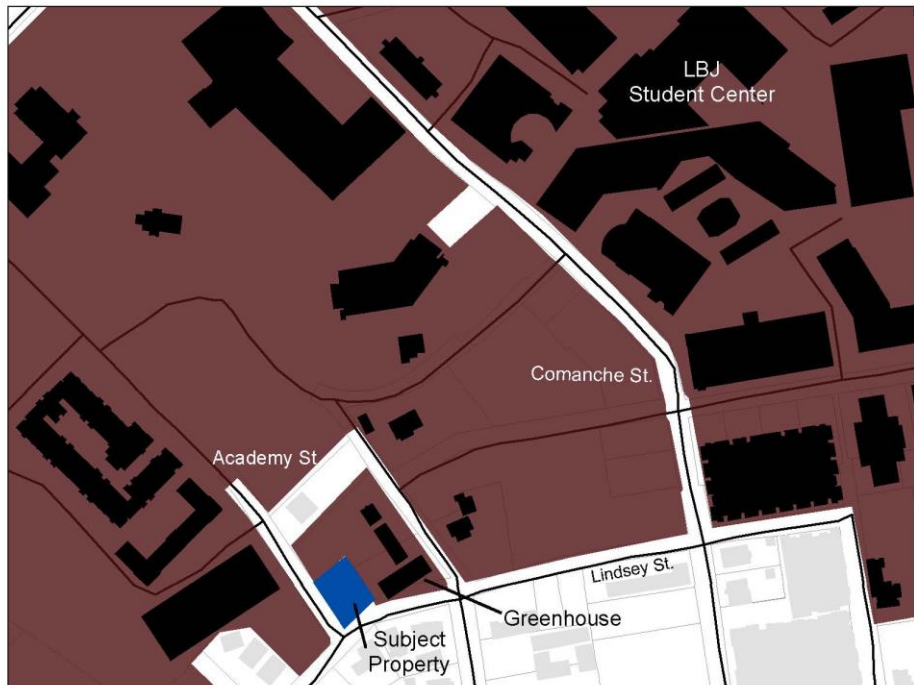 LBJ
Student Center
Comanche St.
Academy St.
Lindsey St.
Greenhouse
Subject
Property